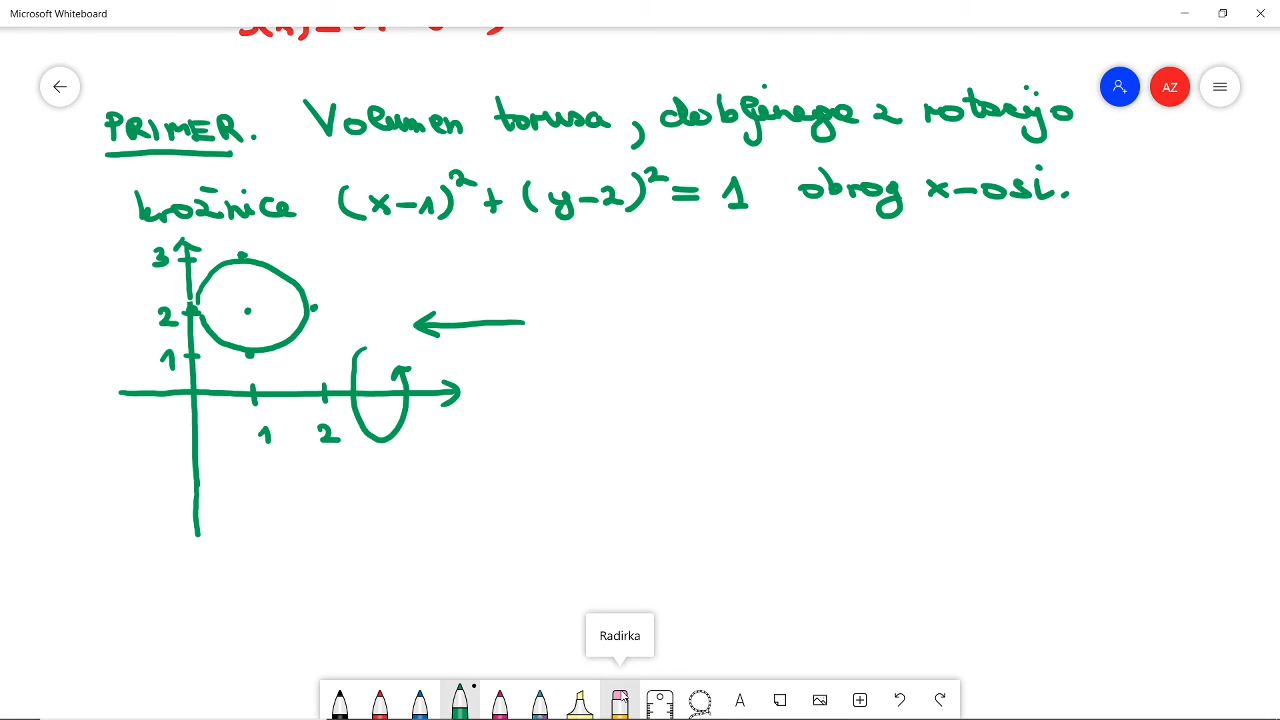 Microsoft Whiteboard
AZ
PRIMER. Volumen torusa, dobljenega z rotacijo
krožnice (x-1)²+(y-2)²=1 obrog x-osi.
3
2
1
1 2
Radirka
A